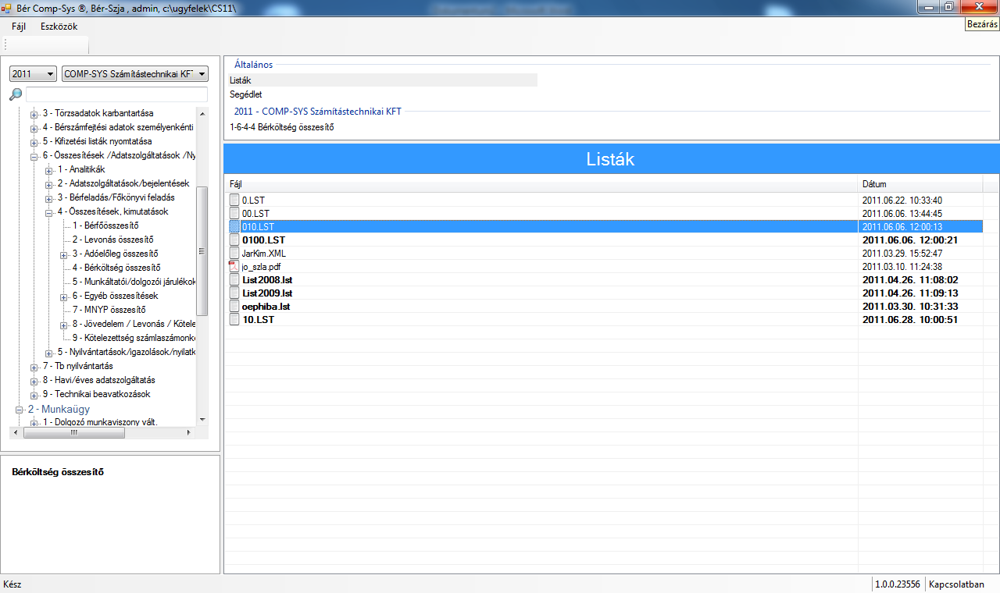 Bér Comp-Sys ®, Bér-Szja , admin, c:\ugyfelek\CS11\
Bezárás
Fájl Eszközök
2011 COMP-SYS Számítástechnikai KFT
3 - Törzsadatok karbantartása
4 - Bérszámfejtési adatok személyenkénti
5 - Kifizetési listák nyomtatása
6 - Összesítések /Adatszolgáltatások /Ny
1 - Analitikák
2 - Adatszolgáltatások/bejelentések
3 - Bérfeladás/Főkönyvi feladás
4 - Összesítések, kimutatások
1 - Bérfőösszesítő
2 - Levonás összesítő
3 - Adóelőleg összesítő
4 - Bérköltség összesítő
5 - Munkáltatói/dolgozói járulékok
6 - Egyéb összesítések
7 - MNYP összesítő
8 - Jövedelem / Levonás / Kötele
9 - Kötelezettség számlaszámonk
5 - Nyilvántartások/igazolások/nyilatk
7 - Tb nyilvántartás
8 - Havi/éves adatszolgáltatás
9 - Technikai beavatkozások
2 - Munkaügy
1 - Dolgozó munkaviszony vált.
Bérköltség összesítő
Általános
Listák
Segédlet
2011 - COMP-SYS Számítástechnikai KFT
1-6-4-4 Bérköltség összesítő
Listák
Fájl Dátum
0.LST 2011.06.22. 10:33:40
00.LST 2011.06.06. 13:44:45
010.LST 2011.06.06. 12:00:13
0100.LST 2011.06.06. 12:00:21
JarKim.XML 2011.03.29. 15:52:47
jo_szla.pdf 2011.03.10. 11:24:38
List2008.lst 2011.04.26. 11:08:02
List2009.lst 2011.04.26. 11:09:13
oephiba.lst 2011.03.30. 10:31:33
10.LST 2011.06.28. 10:00:51
Kész 1.0.0.23556 Kapcsolatban